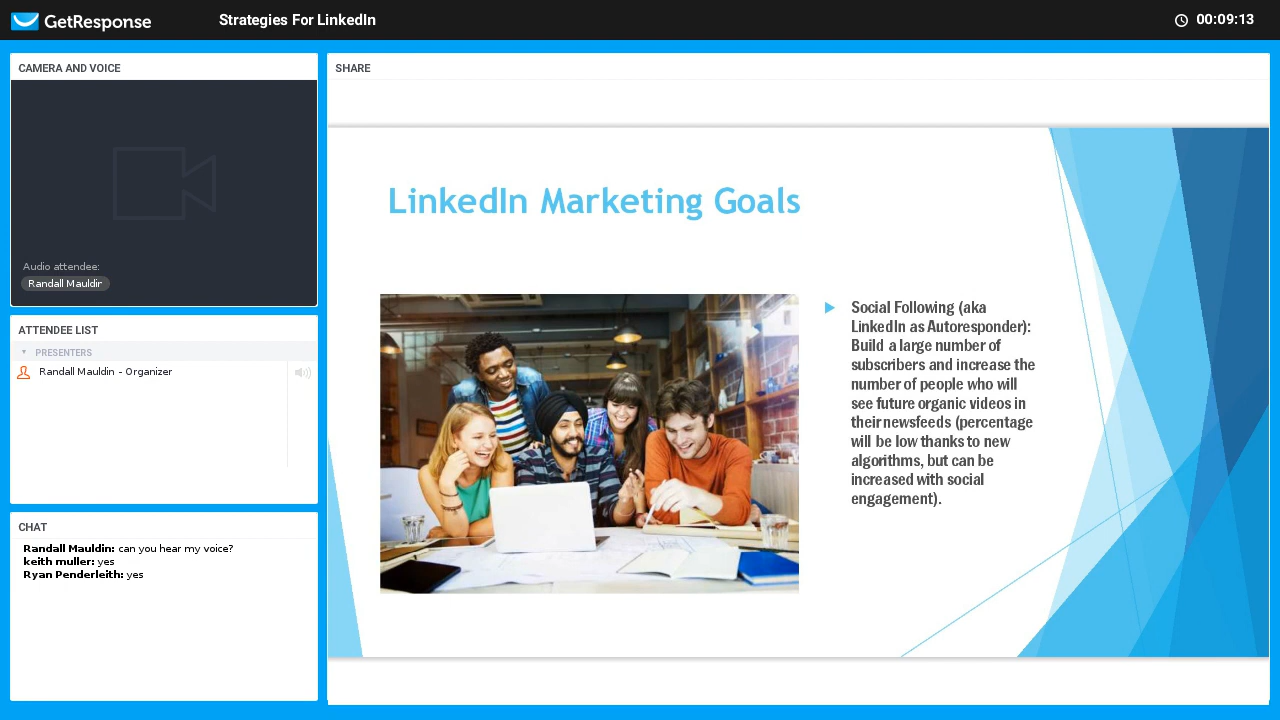 GetResponse
Strategies For LinkedIn
00:09:13
CAMERA AND VOICE
Audio attendee:
Randall Mauldin
ATTENDEE LIST
PRESENTERS
Randall Mauldin - Organizer
CHAT
Randall Mauldin: can you hear my voice?
keith muller: yes
Ryan Penderleith: yes
SHARE
LinkedIn Marketing Goals
Social Following (aka
LinkedIn as Autoresponder):
Build a large number of
subscribers and increase the
number of people who will
see future organic videos in
their newsfeeds (percentage
will be low thanks to new
algorithms, but can be
increased with social
engagement).